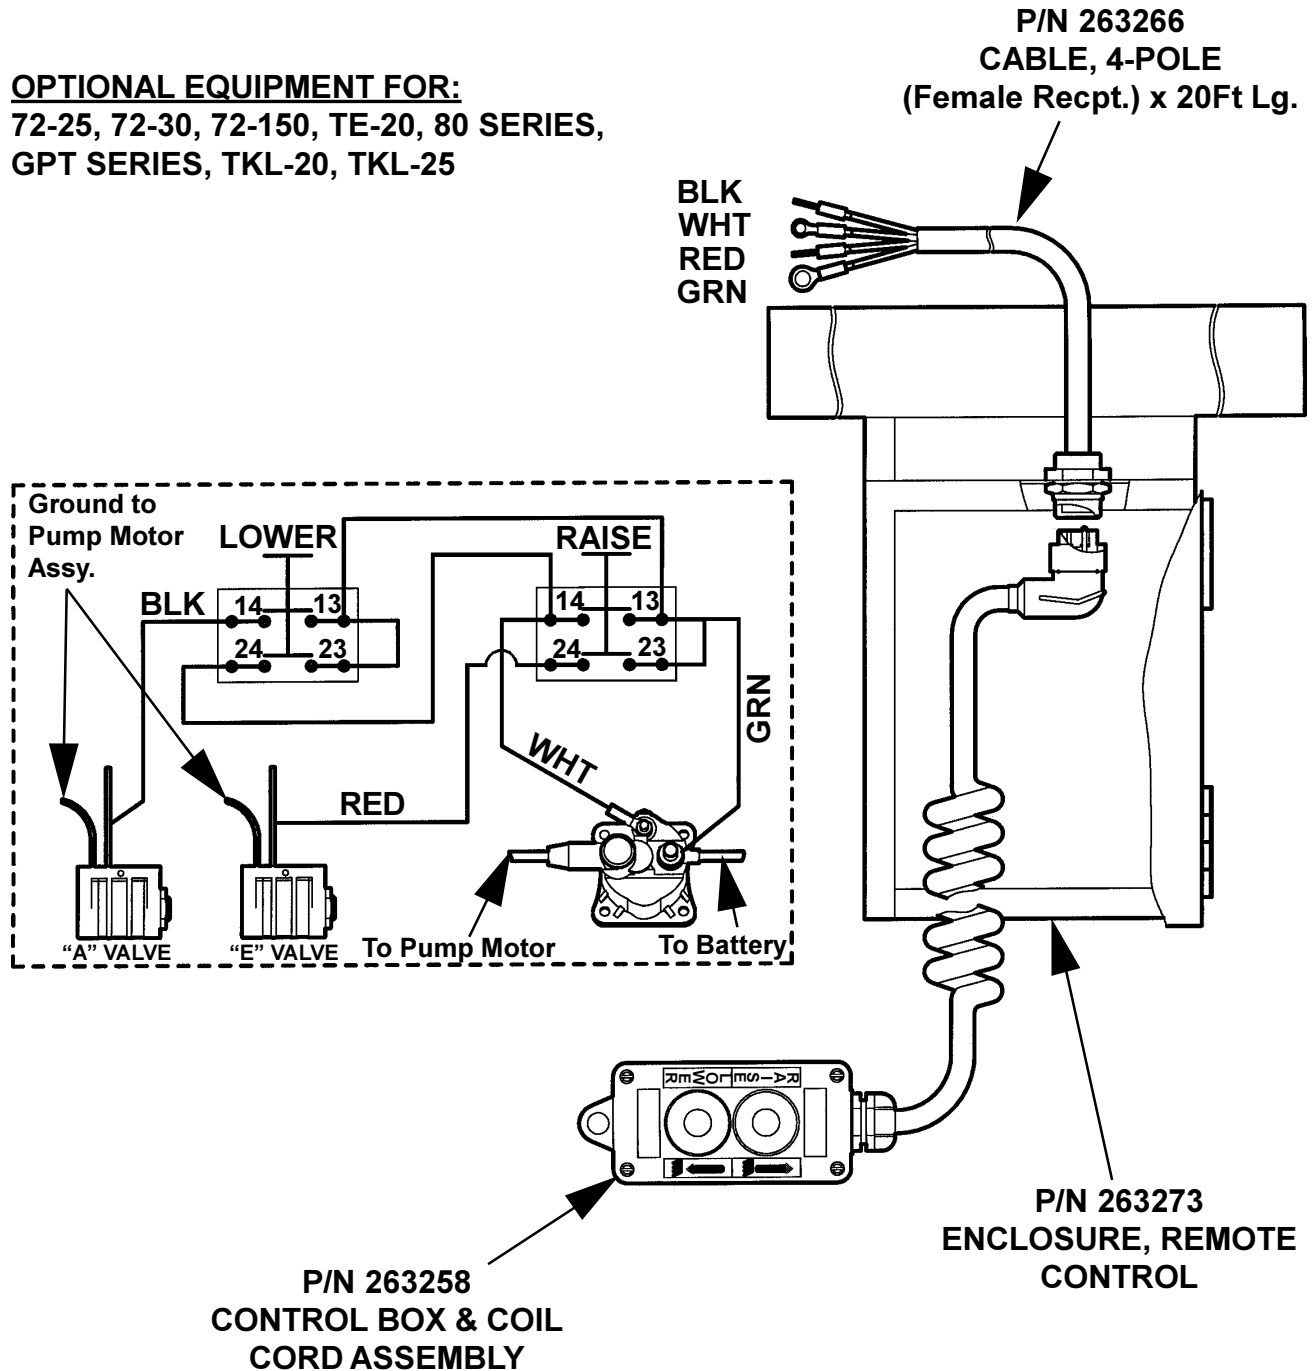 P/N 263266
CABLE, 4-POLE
(Female Recpt.) x 20Ft Lg.
OPTIONAL EQUIPMENT FOR:
72-25, 72-30, 72-150, TE-20, 80 SERIES,
GPT SERIES, TKL-20, TKL-25
BLK
WHT
RED
GRN
Ground to
Pump Motor
Assy.
LOWER
RAISE
BLK
14 13
24 23
14 13
24 23
GRN
WHT
RED
"A" VALVE
"E" VALVE
To Pump Motor
To Battery
LOWER
RAISE
P/N 263273
ENCLOSURE, REMOTE
CONTROL
P/N 263258
CONTROL BOX & COIL
CORD ASSEMBLY